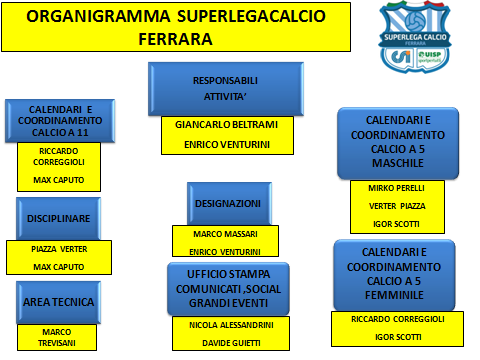 ORGANIGRAMMA SUPERLEGACALCIO
FERRARA
SUPERLEGA CALCIO
FERRARA
CSI
UISP
sportpertutti
RESPONSABILI
ATTIVITA’
GIANCARLO BELTRAMI
ENRICO VENTURINI
CALENDARI E
COORDINAMENTO
CALCIO A 11
RICCARDO
CORREGGIOLI
MAX CAPUTO
CALENDARI E
COORDINAMENTO
CALCIO A 5
MASCHILE
MIRKO PERELLI
VERTER PIAZZA
IGOR SCOTTI
DISCIPLINARE
PIAZZA VERTER
MAX CAPUTO
DESIGNAZIONI
MARCO MASSARI
ENRICO VENTURINI
CALENDARI E
COORDINAMENTO
CALCIO A 5
FEMMINILE
RICCARDO CORREGGIOLI
IGOR SCOTTI
AREA TECNICA
MARCO
TREVISANI
UFFICIO STAMPA
COMUNICATI ,SOCIAL
GRANDI EVENTI
NICOLA ALESSANDRINI
DAVIDE GUIETTI